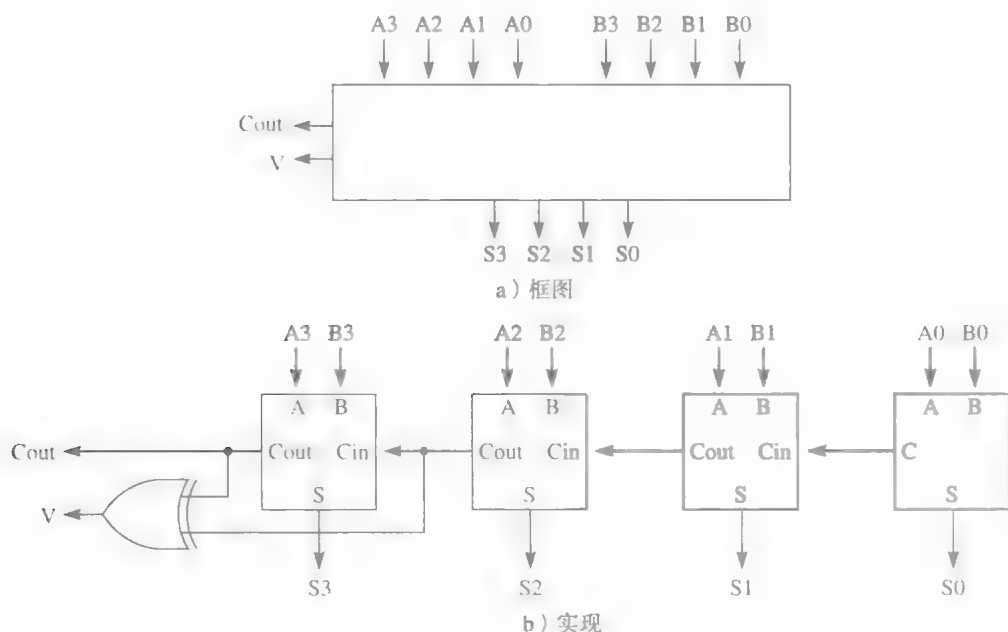 A3 A2 A1 A0 B3 B2 B1 B0
Cout
V
S3 S2 S1 S0
a）框图
A3 B3 A2 B2 A1 B1 A0 B0
A B A B A B A B
Cout Cout Cin Cout Cin Cout Cin C
S S S S
V
S3 S2 S1 S0
b）实现